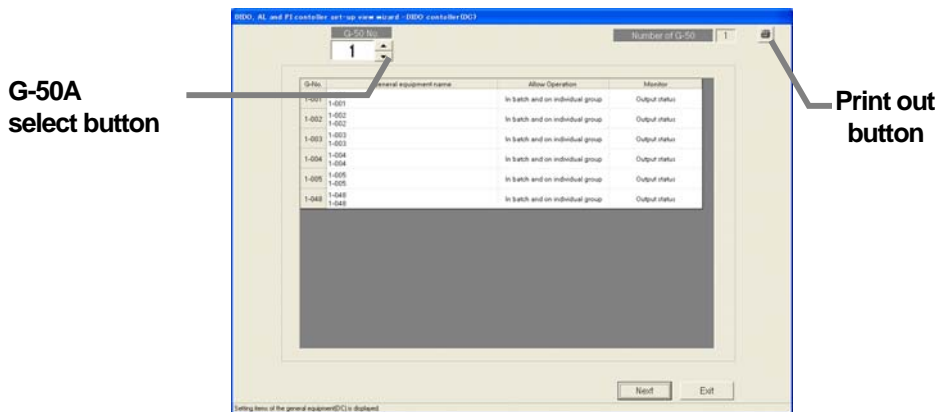 DIDO, AL and PI contoller set-up view wizard - DIDO contoller(DC)
G-50 No.
1
Number of G-50
1
G-50A
select button
Print out
button
G-No. General equipment name Allow Operation Monitor
1-001 1-001 In batch and on individual group Output status
1-002 1-002 In batch and on individual group Output status
1-002
1-003 1-003 In batch and on individual group Output status
1-003
1-004 1-004 In batch and on individual group Output status
1-004
1-005 1-005 In batch and on individual group Output status
1-005
1-048 1-048 In batch and on individual group Output status
1-048
Next Exit
Setting items of the general equipment(DC) is displayed.